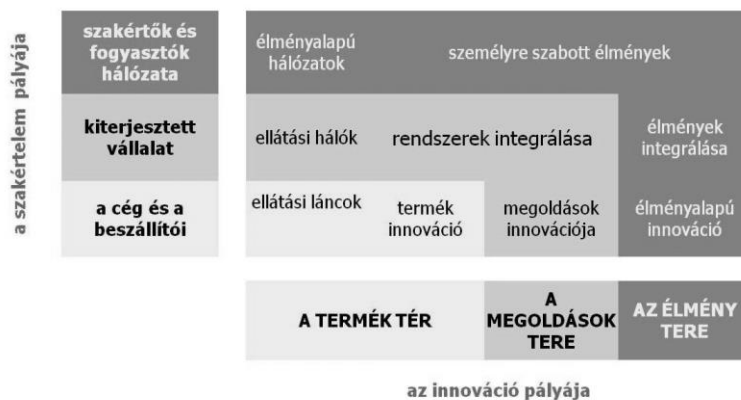 a szakértelem pályája
szakértők és
fogyasztók
hálózata
élményalapú
hálózatok
személyre szabott élmények
kiterjesztett
vállalat
ellátási hálók
rendszerek integrálása
élmények
integrálása
a cég és a
beszállítói
ellátási láncok
termék
innováció
megoldások
innovációja
élményalapú
innováció
A TERMÉK TÉR
A
MEGOLDÁSOK
TERE
AZ ÉLMÉNY
TERE
az innováció pályája